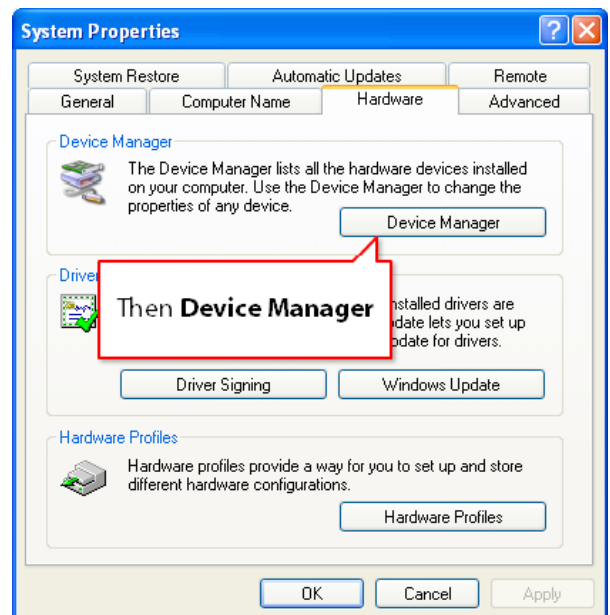 System Properties
System Restore Automatic Updates Remote
General Computer Name Hardware Advanced
Device Manager
The Device Manager lists all the hardware devices installed
on your computer. Use the Device Manager to change the
properties of any device.
Device Manager
Then Device Manager
Driver
nstalled drivers are
pdate lets you set up
pdate for drivers.
Driver Signing Windows Update
Hardware Profiles
Hardware profiles provide a way for you to set up and store
different hardware configurations.
Hardware Profiles
OK Cancel Apply